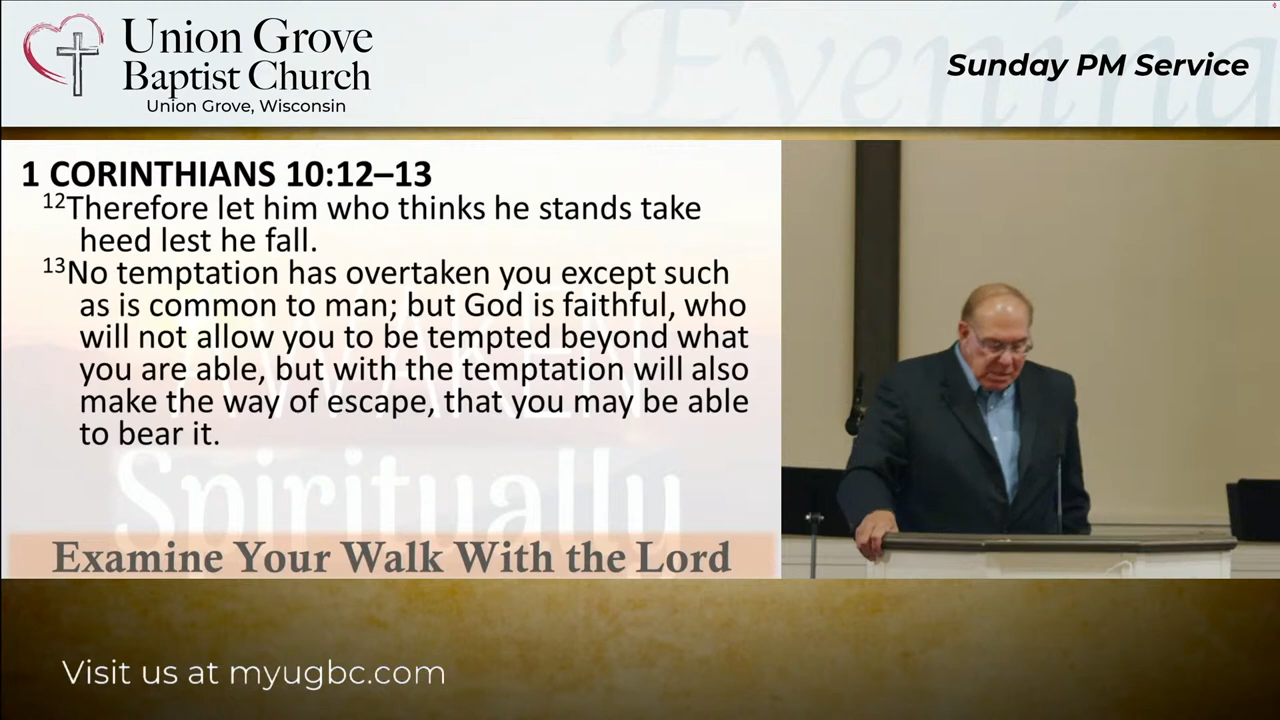 Union Grove
Baptist Church
Union Grove, Wisconsin
Evening
Sunday PM Service
1 CORINTHIANS 10:12–13
12Therefore let him who thinks he stands take
heed lest he fall.
13No temptation has overtaken you except such
as is common to man; but God is faithful, who
will not allow you to be tempted beyond what
you are able, but with the temptation will also
make the way of escape, that you may be able
to bear it.
AWAKEN
Spiritually
Examine Your Walk With the Lord
Visit us at myugbc.com